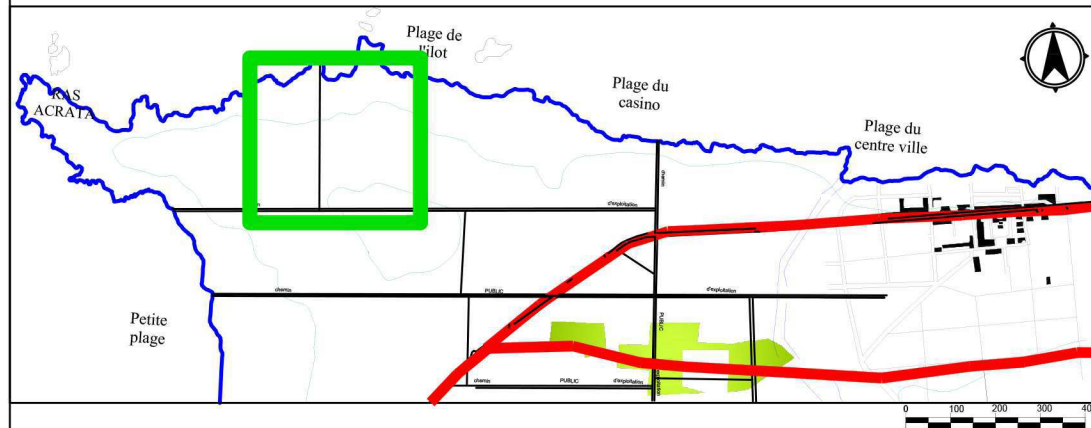 Plage de
l'ilot
RAS
ACRATA
Plage du
casino
Plage du
centre ville
chemin
d'exploitation
chemin
PUBLIC
d'exploitation
Petite
plage
PUBLIC
chemin
PUBLIC
d'exploitation
0 100 200 300 400